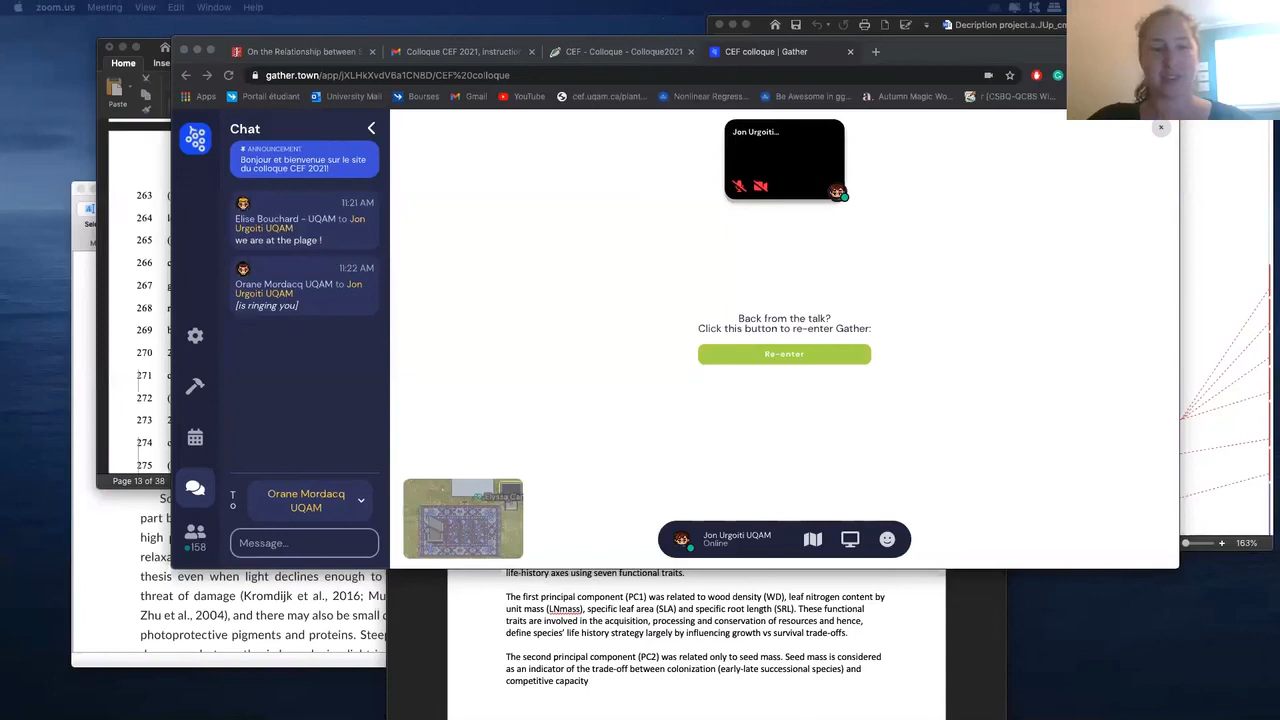 zoom.us Meeting View Edit Window Help
Decription project.a.JUp_cm
On the Relationship between
Gmail Colloque CEF 2021, instruction
CEF - Colloque - Colloque2021
CEF colloque | Gather
Home
gather.town/app/jXLHkXvdV6a1CN8D/CEF%20colloque
Apps Portail étudiant University Mail Bourses Gmail YouTube cef.uqam.ca/plant... Nonlinear Regress... Be Awesome in gg... Autumn Magic Wo... [CSBQ-QCBS Wi...
Paste
Chat
ANNOUNCEMENT
Bonjour et bienvenue sur le site
du colloque CEF 2021!
11:21 AM
Elise Bouchard - UQAM to Jon
Urgoiti UQAM
we are at the plage !
11:22 AM
Orane Mordacq UQAM to Jon
Urgoiti UQAM
[is ringing you]
Jon Urgoiti...
Back from the talk?
Click this button to re-enter Gather:
Re-enter
263
264
265
266
267
268
269
270
271
272
273
274
275
Page 13 of 38
To
Orane Mordacq
UQAM
Message...
158
Elyssa Car
Jon Urgoiti UQAM
Online
163%
So
part b
high p
relaxa
thesis even when light declines enough to
threat of damage (Kromdijk et al., 2016; Mu
Zhu et al., 2004), and there may also be small c
photoprotective pigments and proteins. Steep
life-history axes using seven functional traits.
The first principal component (PC1) was related to wood density (WD), leaf nitrogen content by
unit mass (LNmass), specific leaf area (SLA) and specific root length (SRL). These functional
traits are involved in the acquisition, processing and conservation of resources and hence,
define species' life history strategy largely by influencing growth vs survival trade-offs.
The second principal component (PC2) was related only to seed mass. Seed mass is considered
as an indicator of the trade-off between colonization (early-late successional species) and
competitive capacity